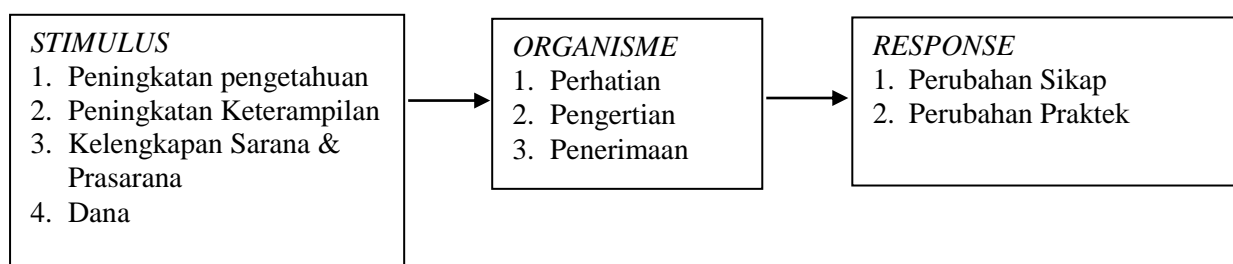 STIMULUS
1. Peningkatan pengetahuan
2. Peningkatan Keterampilan
3. Kelengkapan Sarana &
Prasarana
4. Dana
ORGANISME
1. Perhatian
2. Pengertian
3. Penerimaan
RESPONSE
1. Perubahan Sikap
2. Perubahan Praktek